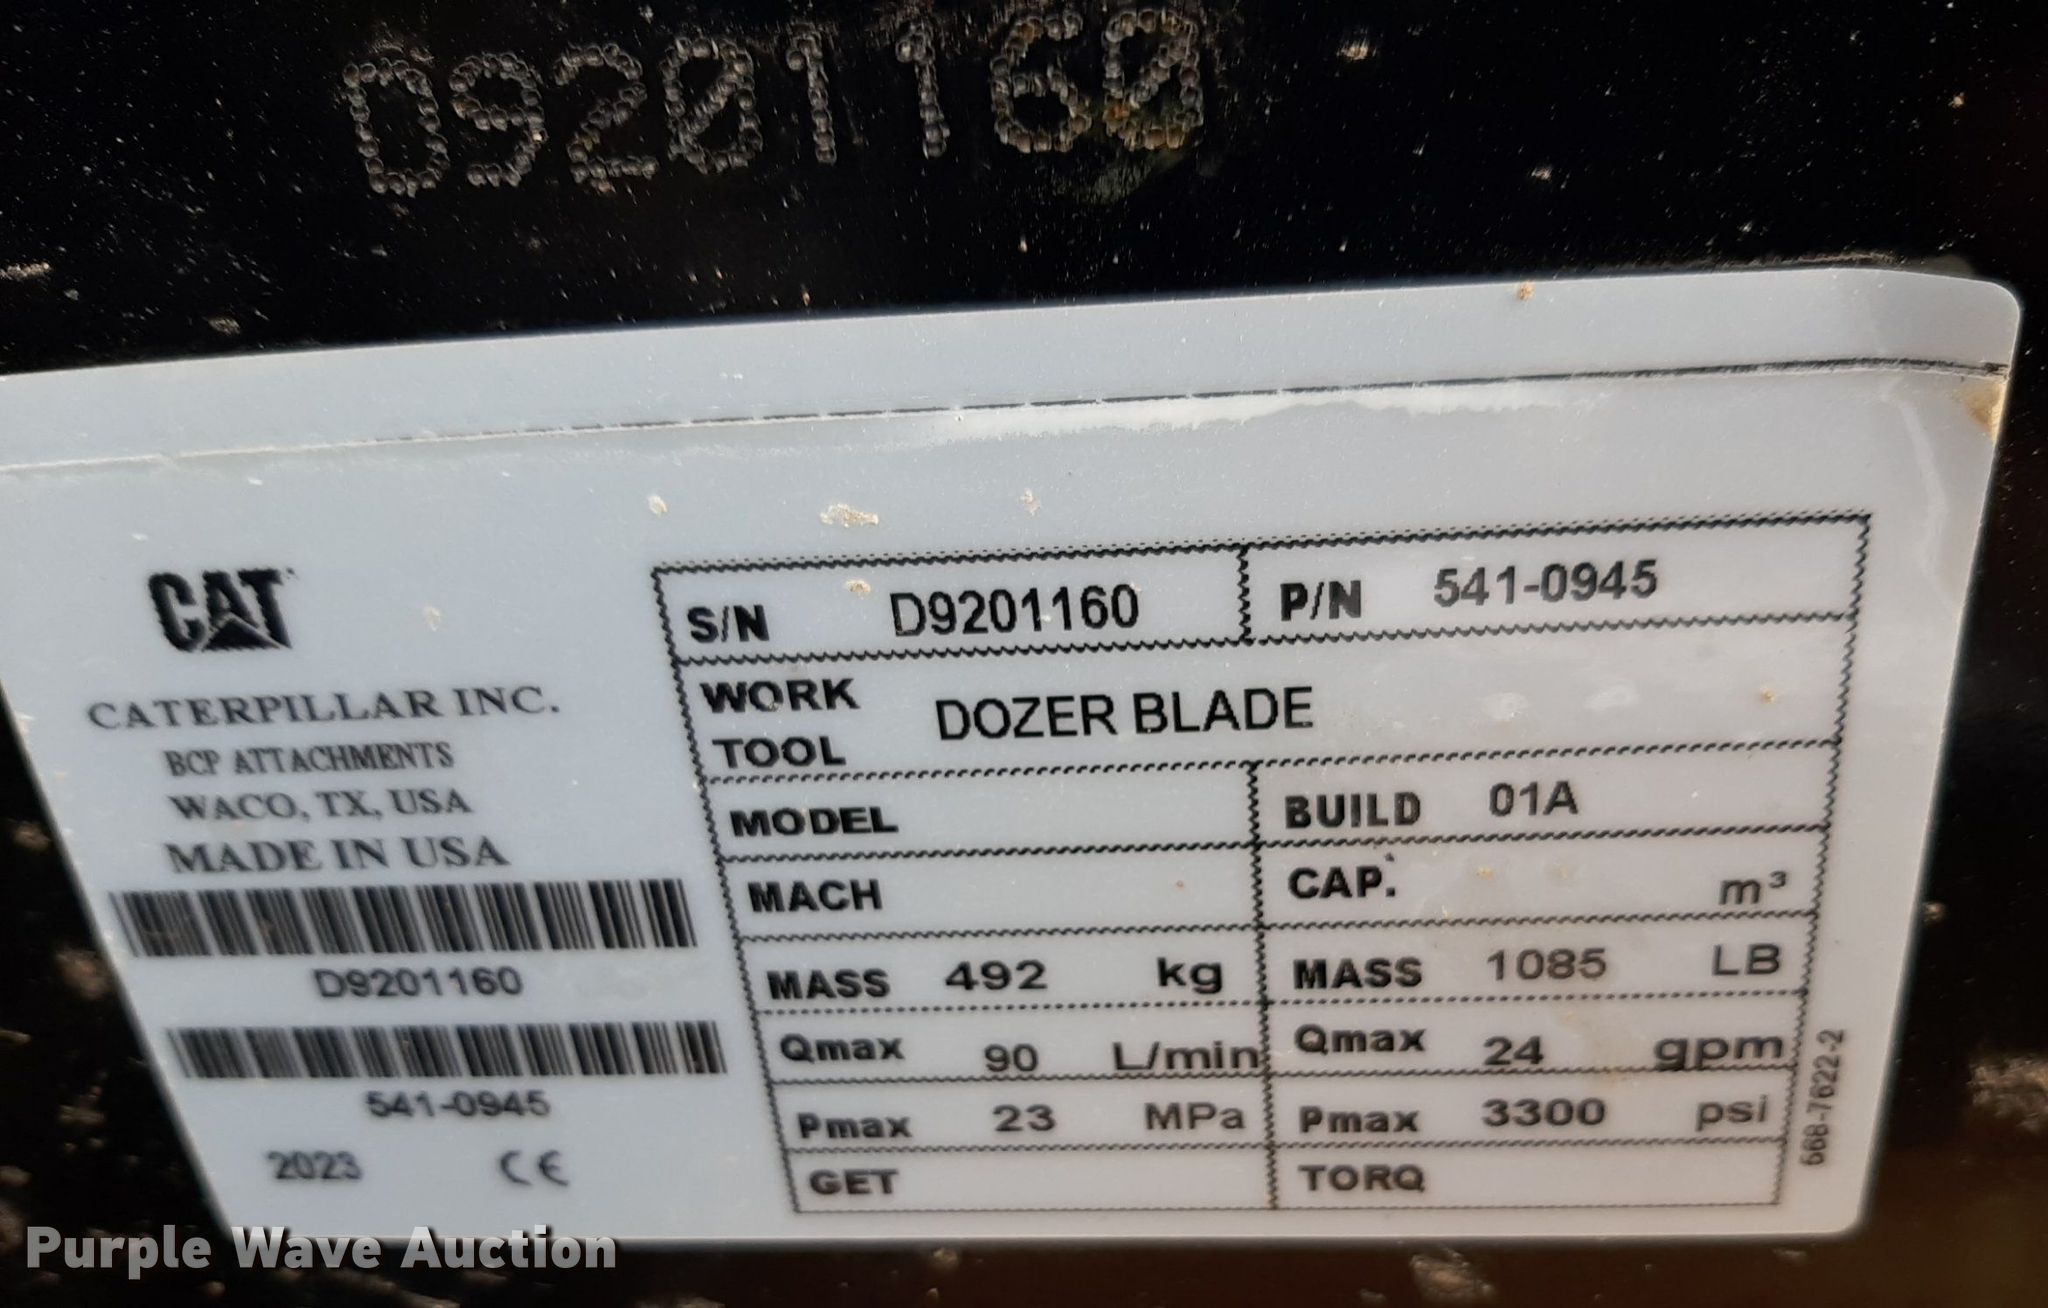 D9201160
CAT
CATERPILLAR INC.
BCP ATTACHMENTS
WACO, TX, USA
MADE IN USA
D9201160
541-0945
2023 CE
S/N D9201160 P/N 541-0945
WORK TOOL DOZER BLADE
MODEL BUILD 01A
MACH CAP. m³
MASS 492 kg MASS 1085 LB
Qmax 90 L/min Qmax 24 gpm
Pmax 23 MPa Pmax 3300 psi
GET TORQ
568-7622-2
Purple Wave Auction